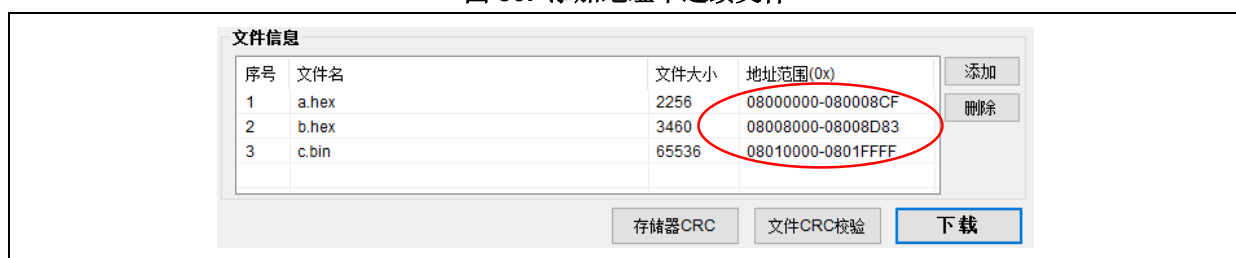 文件信息
序号 文件名 文件大小 地址范围(0x) 添加
1 a.hex 2256 08000000-080008CF 删除
2 b.hex 3460 08008000-08008D83
3 c.bin 65536 08010000-0801FFFF
存储器CRC 文件CRC校验 下载